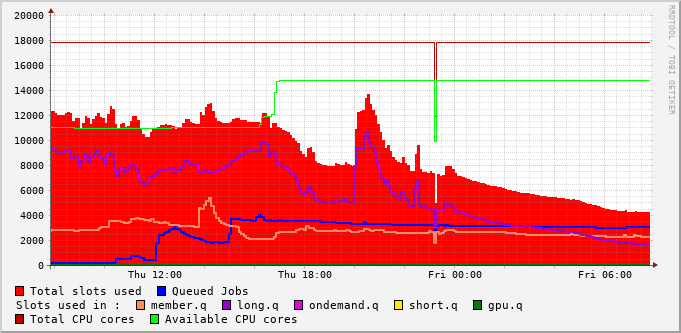 20000
18000
16000
14000
12000
10000
8000
6000
4000
2000
0
Thu 12:00 Thu 18:00 Fri 00:00 Fri 06:00
RRDTOOL / TOBI OETIKER
Total slots used Queued Jobs
Slots used in : member.q long.q ondemand.q short.q gpu.q
Total CPU cores Available CPU cores